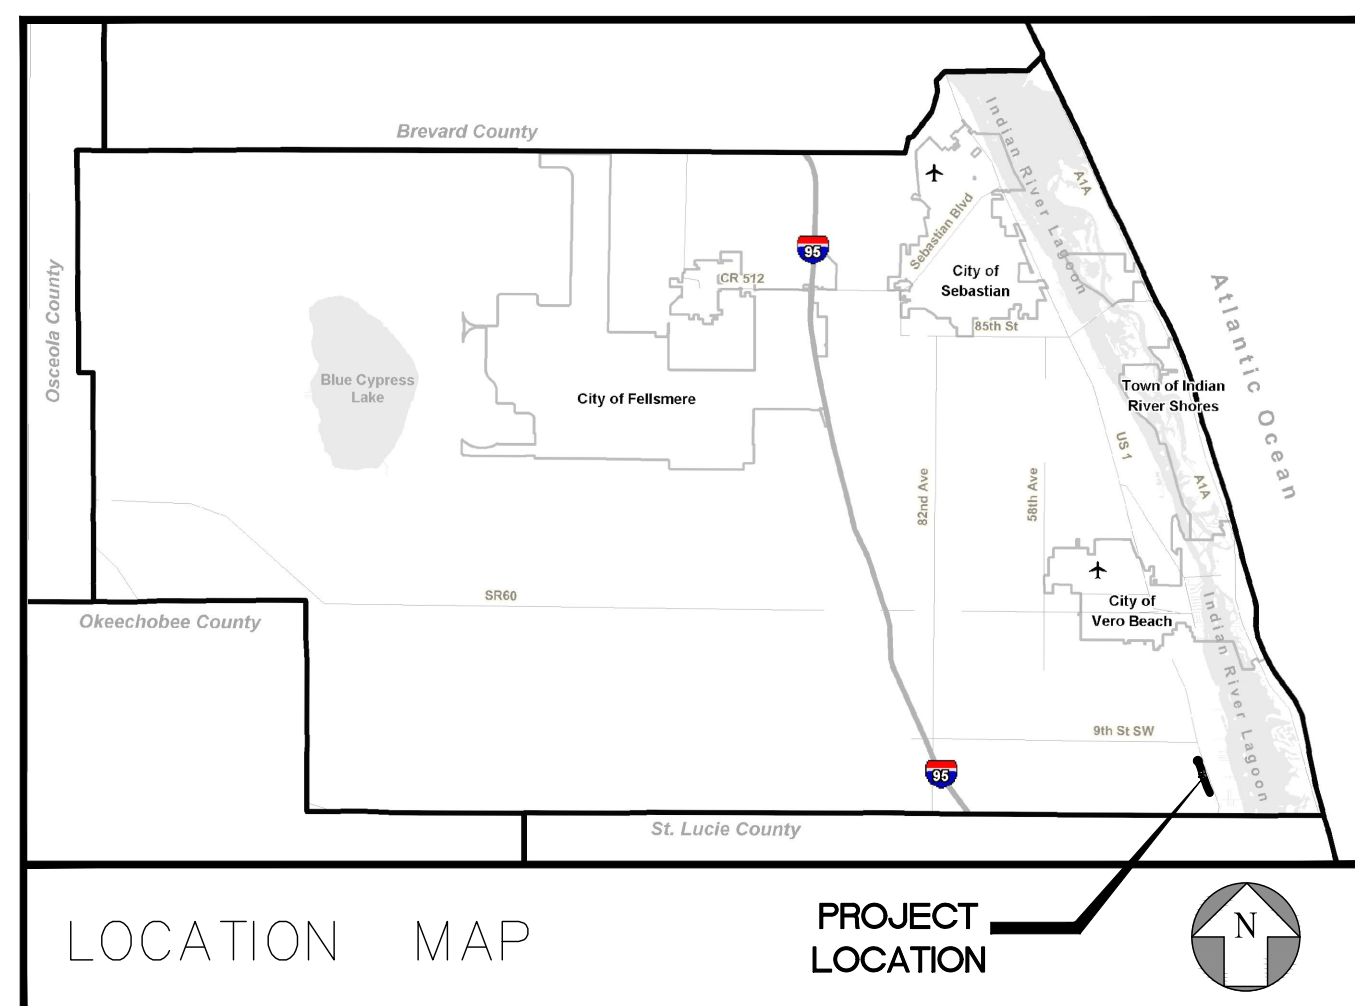 Brevard County
Indian River Lagoon
A1A
Sebastian Blvd
95
Osceola County
CR 512
City of
Sebastian
Atlantic Ocean
85th St
Blue Cypress
Lake
City of Fellsmere
Town of Indian
River Shores
US 1
82nd Ave
58th Ave
A1A
SR60
City of
Vero Beach
Okeechobee County
Indian River Lagoon
9th St SW
95
St. Lucie County
LOCATION MAP
PROJECT
LOCATION
N